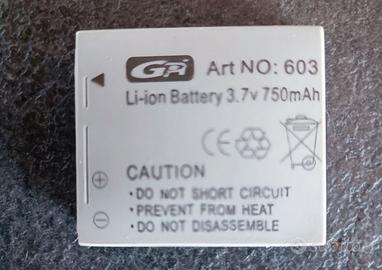 GPI Art NO: 603
Li-ion Battery 3.7v 750mAh
CE
CAUTION
• DO NOT SHORT CIRCUIT
• PREVENT FROM HEAT
• DO NOT DISASSEMBLE